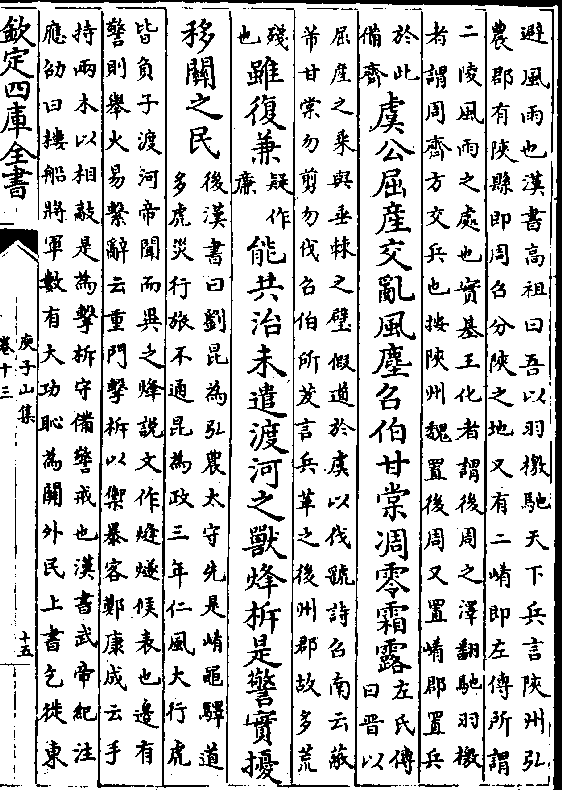 避風雨也漢書高祖曰吾以羽檄馳天下兵言陜州弘
農郡有陜縣即周召分陜之地又有二崤即左傳所謂
二陵風雨之處也實基王化者謂後周之澤翻馳羽檄
者謂周齊方交兵也按陜州魏置後周又置崤郡置兵
於此
備齊
虞公屈産交亂風塵召伯甘棠凋零霜露
左氏傳
曰晉以
屈産之乘與垂棘之璧假道於虞以伐虢詩召南云蔽
芾甘棠勿剪勿伐召伯所茇言兵革之後州郡故多荒
殘
也
雖復兼
疑作
廉
能共治未遣渡河之獸烽柝是警實擾
移關之民
後漢書曰劉昆為弘農太守先是崤黽驛道
多虎災行旅不通昆為政三年仁風大行虎
皆負子渡河帝聞而異之烽說文作㷭燧候表也邊有
警則舉火易繫辭云重門擊柝以禦暴客鄭康成云手
持兩木以相敲是為擊柝守備警戒也漢書武帝紀注
應劭曰樓船將軍數有大功恥為關外民上書乞徙東
欽定四庫全書
庾子山集
卷十三
十五